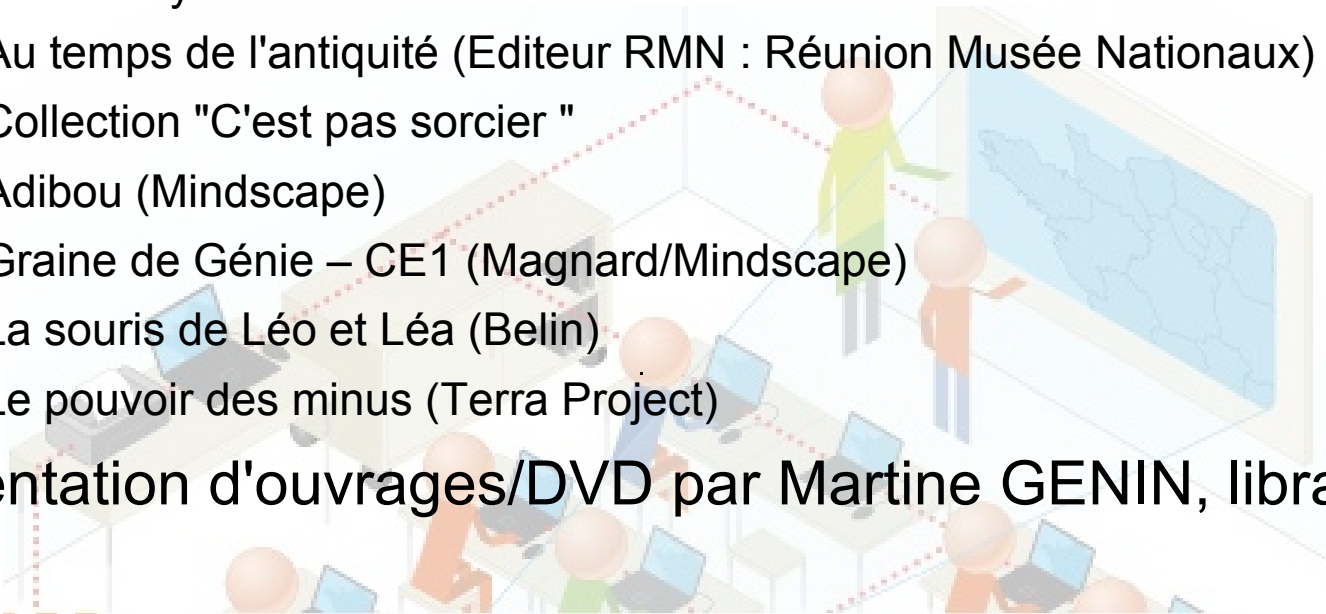 Au temps de l'antiquité (Editeur RMN : Réunion Musée Nationaux)
Collection "C'est pas sorcier "
Adibou (Mindscape)
Graine de Génie – CE1 (Magnard/Mindscape)
La souris de Léo et Léa (Belin)
Le pouvoir des minus (Terra Project)
entation d'ouvrages/DVD par Martine GENIN, libra